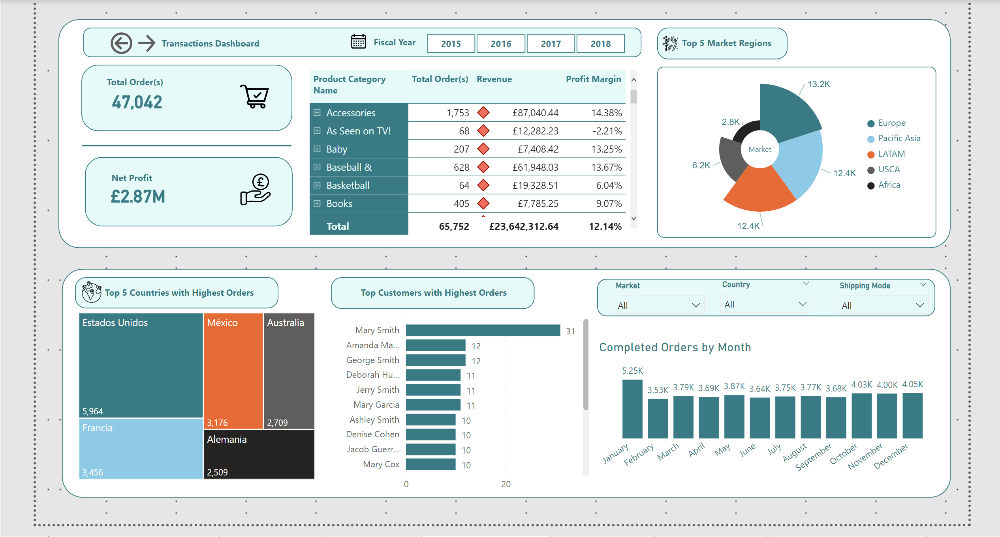 Transactions Dashboard
Fiscal Year
2015 2016 2017 2018
Top 5 Market Regions
Total Order(s)
47,042
Net Profit
£2.87M
Product Category Name Total Order(s) Revenue Profit Margin
Accessories 1,753 £87,040.44 14.38%
As Seen on TV! 68 £12,282.23 -2.21%
Baby 207 £7,408.42 13.25%
Baseball & 628 £61,948.03 13.67%
Basketball 64 £19,328.51 6.04%
Books 405 £7,785.25 9.07%
Total 65,752 £23,642,312.64 12.14%
13.2K
2.8K
Market
6.2K
12.4K
12.4K
Europe
Pacific Asia
LATAM
USCA
Africa
Top 5 Countries with Highest Orders
Estados Unidos
5,964
México
3,176
Australia
2,709
Francia
3,456
Alemania
2,509
Top Customers with Highest Orders
Mary Smith 31
Amanda Ma... 12
George Smith 12
Deborah Hu... 11
Jerry Smith 11
Mary Garcia 11
Ashley Smith 10
Denise Cohen 10
Jacob Guerr... 10
Mary Cox 10
0 20
Market
All
Country
All
Shipping Mode
All
Completed Orders by Month
5.25K 3.53K 3.79K 3.69K 3.87K 3.64K 3.75K 3.77K 3.68K 4.03K 4.00K 4.05K
January February March April May June July August September October November December